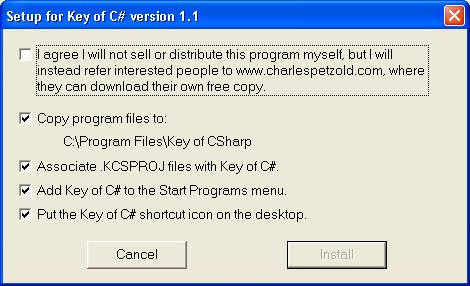 Setup for Key of C# version 1.1
I agree I will not sell or distribute this program myself, but I will
instead refer interested people to www.charlespetzold.com, where
they can download their own free copy.
Copy program files to:
C:\Program Files\Key of CSharp
Associate .KCSPROJ files with Key of C#.
Add Key of C# to the Start Programs menu.
Put the Key of C# shortcut icon on the desktop.
Cancel
Install